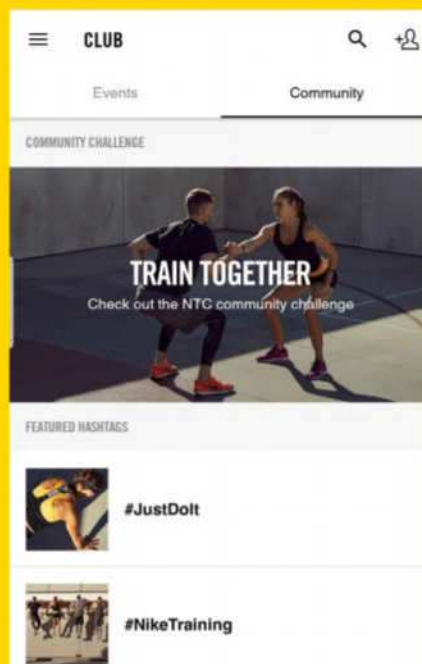 CLUB
Events Community
COMMUNITY CHALLENGE
TRAIN TOGETHER
Check out the NTC community challenge
FEATURED HASHTAGS
#JustDoIt
#NikeTraining